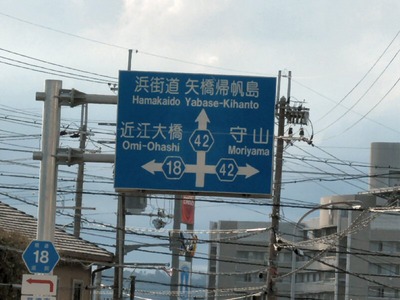 浜街道 矢橋帰帆島
Hamakaido Yabase-Kihanto
近江大橋 42 守山
Omi-Ohashi Moriyama
18 42
18